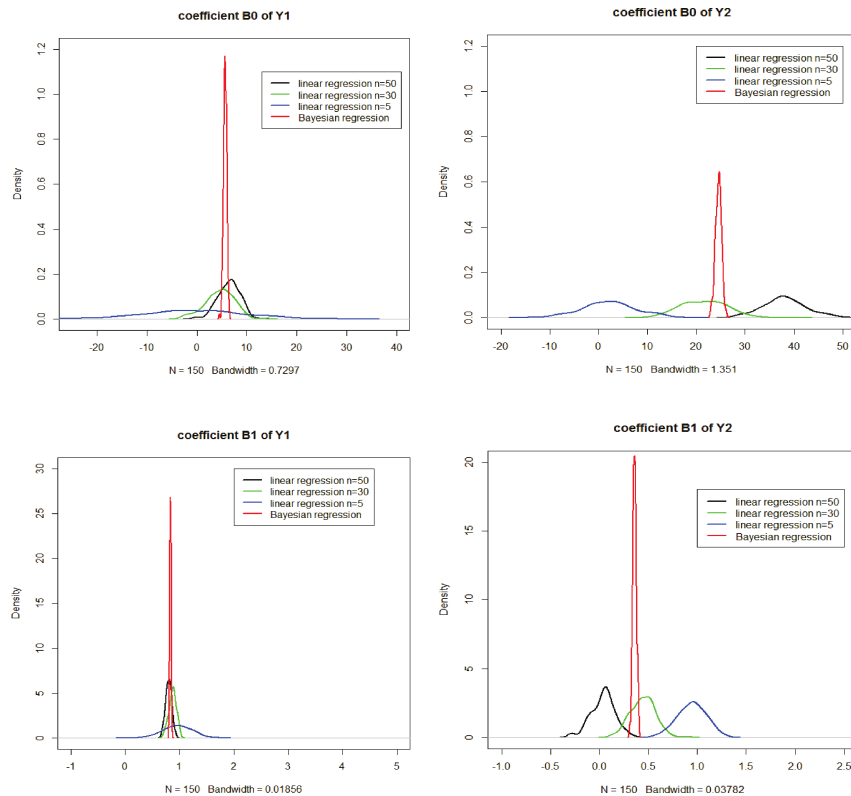 coefficient B0 of Y1
1.2
1.0
0.8
0.6
0.4
0.2
0.0
Density
linear regression n=50
linear regression n=30
linear regression n=5
Bayesian regression
-20 -10 0 10 20 30 40
N = 150 Bandwidth = 0.7297
coefficient B0 of Y2
1.2
1.0
0.8
0.6
0.4
0.2
0.0
Density
linear regression n=50
linear regression n=30
linear regression n=5
Bayesian regression
-20 -10 0 10 20 30 40 50
N = 150 Bandwidth = 1.351
coefficient B1 of Y1
30
25
20
15
10
5
0
Density
linear regression n=50
linear regression n=30
linear regression n=5
Bayesian regression
-1 0 1 2 3 4 5
N = 150 Bandwidth = 0.01856
coefficient B1 of Y2
20
15
10
5
0
Density
linear regression n=50
linear regression n=30
linear regression n=5
Bayesian regression
-1.0 -0.5 0.0 0.5 1.0 1.5 2.0 2.5
N = 150 Bandwidth = 0.03782